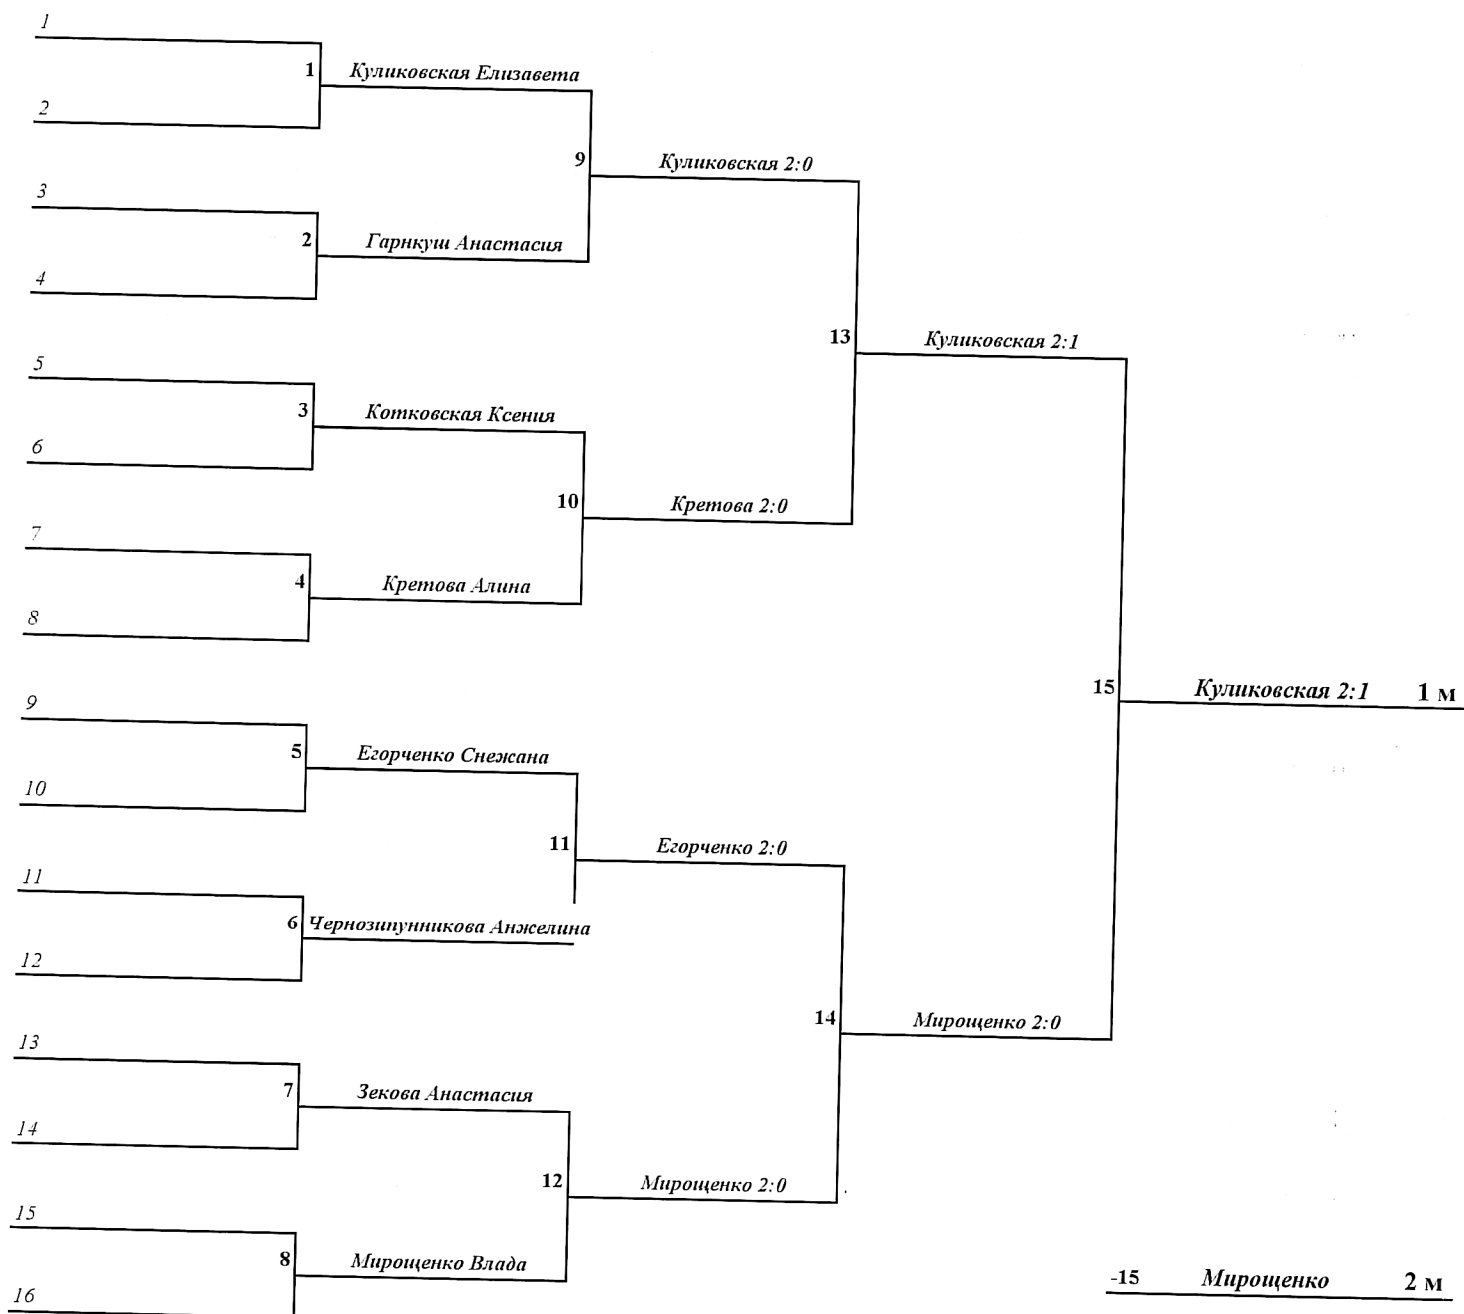 1
1 Куликовская Елизавета
2
9 Куликовская 2:0
3
2 Гарнкуш Анастасия
4
13 Куликовская 2:1
5
3 Котковская Ксения
6
10 Кретова 2:0
7
4 Кретова Алина
8
15 Куликовская 2:1 1 м
9
5 Егорченко Снежана
10
11 Егорченко 2:0
11
6 Чернозипунникова Анжелина
12
14 Мирощенко 2:0
13
7 Зекова Анастасия
14
12 Мирощенко 2:0
15
8 Мирощенко Влада
16
-15 Мирощенко 2 м